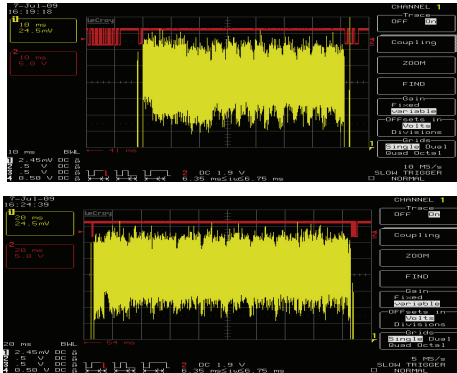 7-Jul-09
16:19:18
1
10 ms
24.5mV
2
10 ms
5.0 V
LeCroy
CHANNEL 1
Trace
OFF On
Coupling
ZOOM
FIND
Gain
Fixed
variable
OFFsets in
Volts
Divisions
Grids
Single Dual
Quad Octal
10 ms BWL
1 2.45mV DC
2 .5 V DC
3 .5 V DC
4 0.50 V DC
41 ms
2 DC 1.9 V
10 MS/s
SLOW TRIGGER
NORMAL
7-Jul-09
16:24:39
1
20 ms
24.5mV
2
20 ms
5.0 V
LeCroy
CHANNEL 1
Trace
OFF On
Coupling
ZOOM
FIND
Gain
Fixed
variable
OFFsets in
Volts
Divisions
Grids
Single Dual
Quad Octal
20 ms BWL
1 2.45mV DC
2 .5 V DC
3 .5 V DC
4 0.50 V DC
2 DC 1.9 V
5 MS/s
SLOW TRIGGER
NORMAL